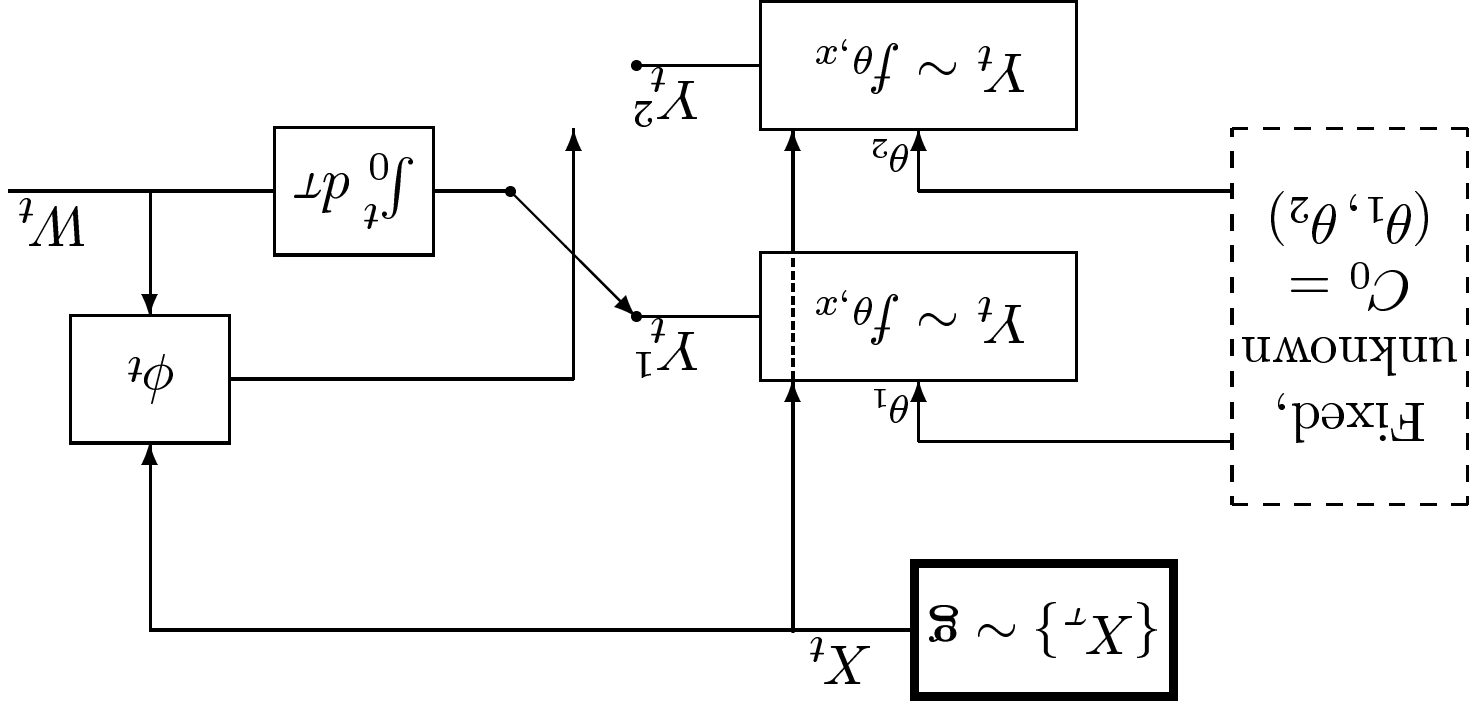 {X_τ} ∼ **g**
X_t
Fixed,
unknown
C_0 =
(θ_1, θ_2)
θ_1
Y_t ∼ f_{θ,x}
Y_t^1
ϕ_t
W_t
∫_0^t dτ
θ_2
Y_t ∼ f_{θ,x}
Y_t^2